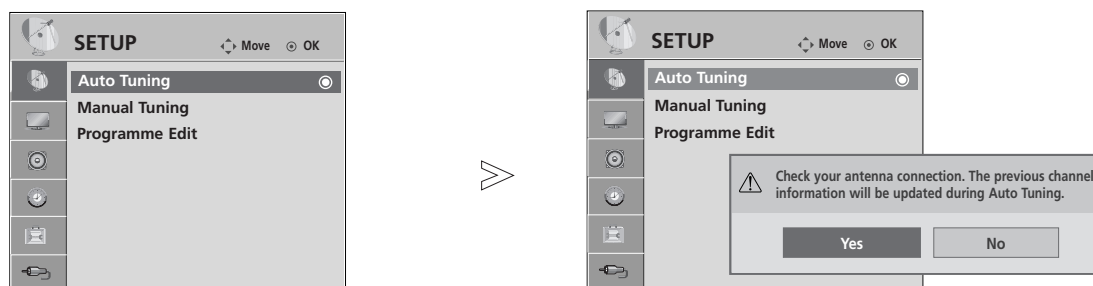 SETUP
Move OK
Auto Tuning
Manual Tuning
Programme Edit
SETUP
Move OK
Auto Tuning
Manual Tuning
Programme Edit
Check your antenna connection. The previous channel
information will be updated during Auto Tuning.
Yes
No